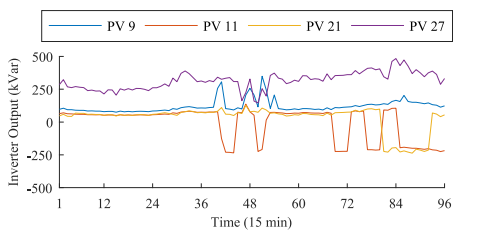 PV 9 PV 11 PV 21 PV 27
500
250
0
-250
-500
Inverter Output (kVar)
1 12 24 36 48 60 72 84 96
Time (15 min)